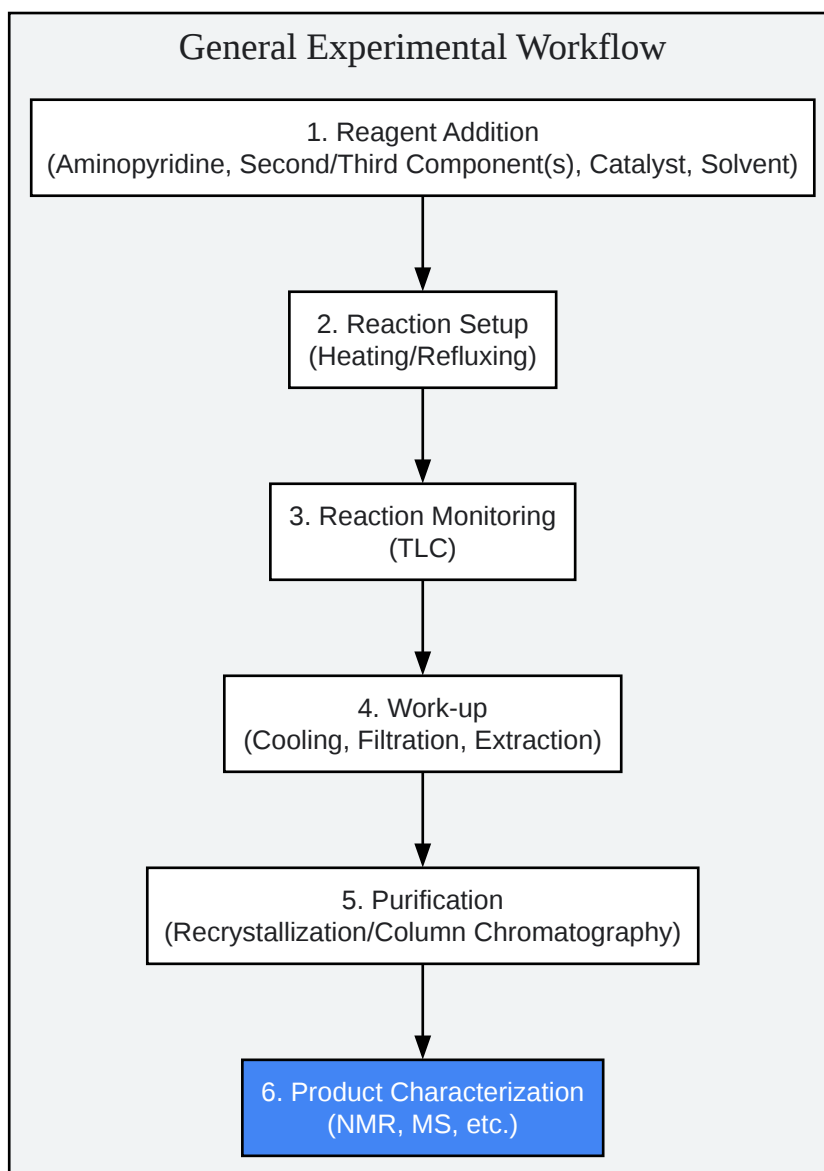 General Experimental Workflow
1. Reagent Addition
(Aminopyridine, Second/Third Component(s), Catalyst, Solvent)
2. Reaction Setup
(Heating/Refluxing)
3. Reaction Monitoring
(TLC)
4. Work-up
(Cooling, Filtration, Extraction)
5. Purification
(Recrystallization/Column Chromatography)
6. Product Characterization
(NMR, MS, etc.)